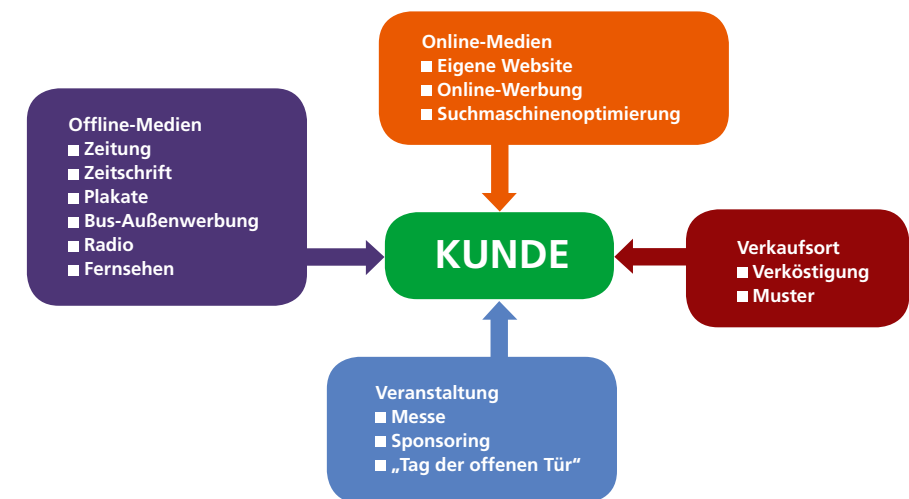 Online-Medien
Eigene Website
Online-Werbung
Suchmaschinenoptimierung
Offline-Medien
Zeitung
Zeitschrift
Plakate
Bus-Außenwerbung
Radio
Fernsehen
KUNDE
Verkaufsort
Verköstigung
Muster
Veranstaltung
Messe
Sponsoring
„Tag der offenen Tür“